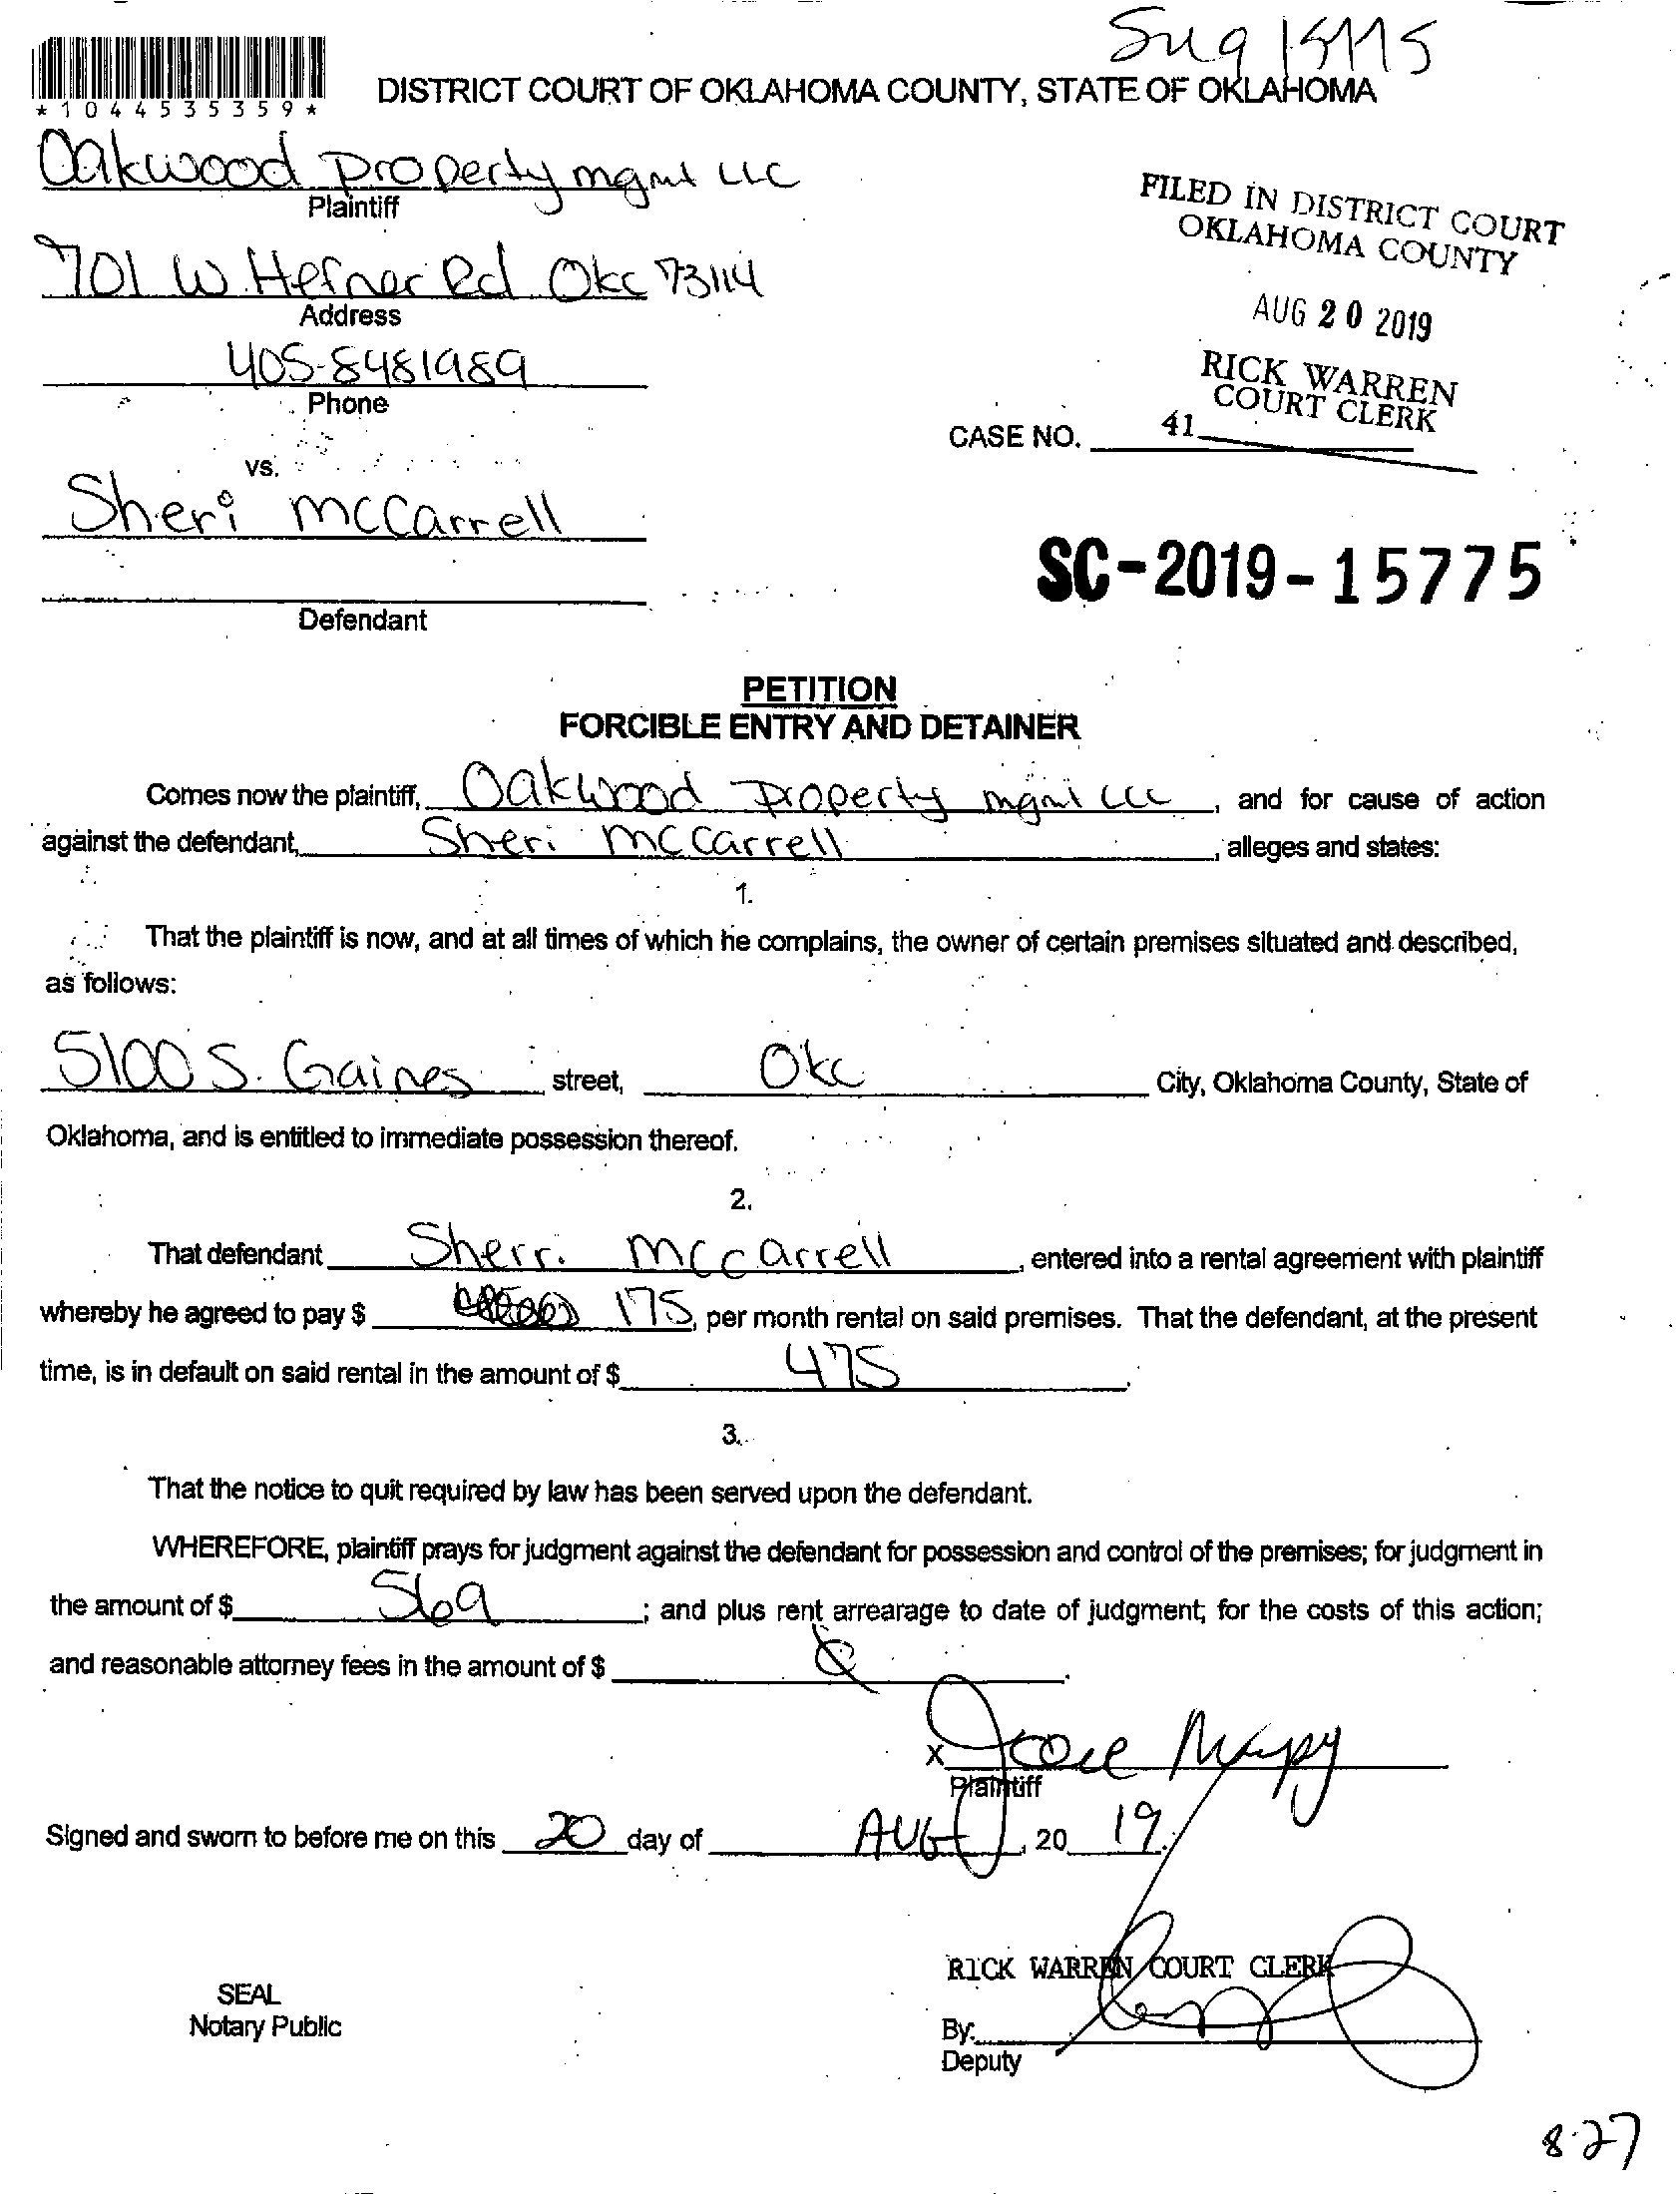 *1044535359*
DISTRICT COURT OF OKLAHOMA COUNTY, STATE OF OKLAHOMA
Oakwood Property mgmt LLC
Plaintiff
701 W. Hefner Rd Okc 73114
Address
405-8481989
Phone
FILED IN DISTRICT COURT
OKLAHOMA COUNTY
AUG 20 2019
RICK WARREN
COURT CLERK
41
CASE NO.
vs.
Sheri McCarrell
Defendant
SC-2019-15775
PETITION
FORCIBLE ENTRY AND DETAINER
Comes now the plaintiff, Oakwood Property mgmt LLC, and for cause of action
against the defendant, Sheri McCarrell, alleges and states:
1.
That the plaintiff is now, and at all times of which he complains, the owner of certain premises situated and described,
as follows:
5100 S. Gaines street, Okc City, Oklahoma County, State of
Oklahoma, and is entitled to immediate possession thereof.
2.
That defendant Sherri McCarrell, entered into a rental agreement with plaintiff
whereby he agreed to pay $ 175, per month rental on said premises. That the defendant, at the present
time, is in default on said rental in the amount of $ 475.
3.
That the notice to quit required by law has been served upon the defendant.
WHEREFORE, plaintiff prays for judgment against the defendant for possession and control of the premises; for judgment in
the amount of $ 569; and plus rent arrearage to date of judgment; for the costs of this action;
and reasonable attorney fees in the amount of $
X
Plaintiff
Signed and sworn to before me on this 20 day of AUG, 20 19.
RICK WARREN COURT CLERK
SEAL
Notary Public
By:
Deputy
8-27